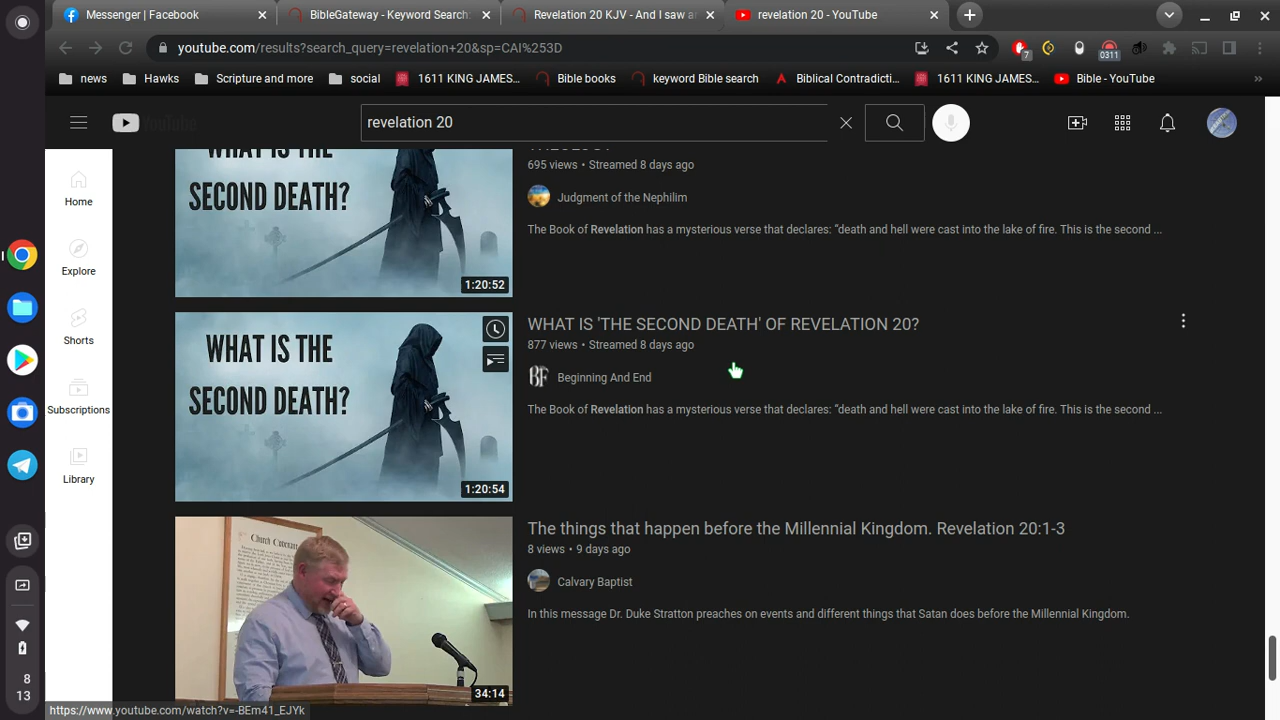 Messenger | Facebook
BibleGateway - Keyword Search:
Revelation 20 KJV - And I saw an
revelation 20 - YouTube
youtube.com/results?search_query=revelation+20&sp=CAI%253D
7
0311
news
Hawks
Scripture and more
social
1611 KING JAMES...
Bible books
keyword Bible search
Biblical Contradicti...
1611 KING JAMES...
Bible - YouTube
»
YouTube
revelation 20
WHAT IS THE
SECOND DEATH?
1:20:52
695 views • Streamed 8 days ago
Judgment of the Nephilim
The Book of Revelation has a mysterious verse that declares: “death and hell were cast into the lake of fire. This is the second ...
Home
Explore
Shorts
Subscriptions
Library
WHAT IS THE
SECOND DEATH?
1:20:54
WHAT IS 'THE SECOND DEATH' OF REVELATION 20?
877 views • Streamed 8 days ago
BF
Beginning And End
The Book of Revelation has a mysterious verse that declares: “death and hell were cast into the lake of fire. This is the second ...
Church Covenant
34:14
The things that happen before the Millennial Kingdom. Revelation 20:1-3
8 views • 9 days ago
Calvary Baptist
In this message Dr. Duke Stratton preaches on events and different things that Satan does before the Millennial Kingdom.
8
13
https://www.youtube.com/watch?v=-BEm41_EJYk